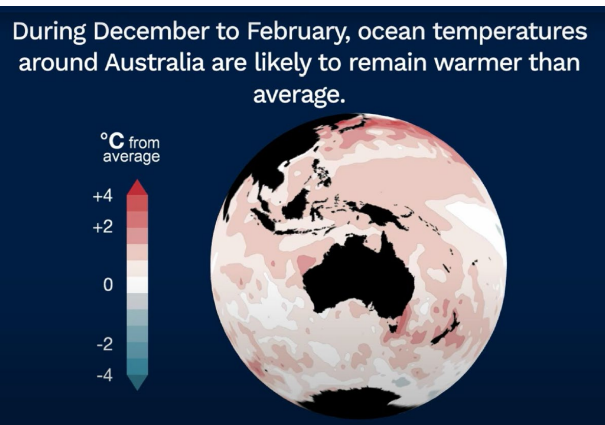 During December to February, ocean temperatures
around Australia are likely to remain warmer than
average.
°C from
average
+4
+2
0
-2
-4